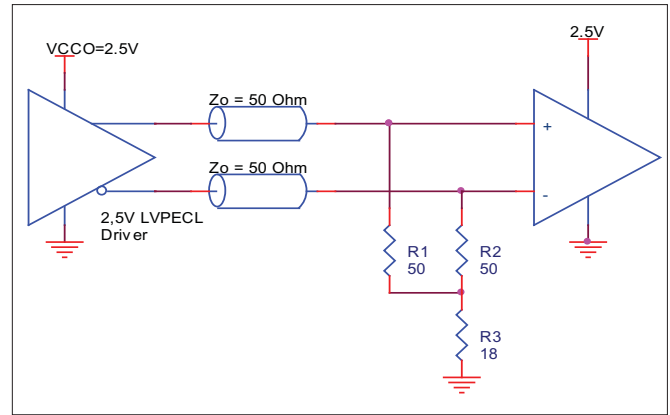 VCCO=2.5V
2.5V
Zo = 50 Ohm
+
Zo = 50 Ohm
-
2,5V LVPECL
Driver
R1
50
R2
50
R3
18